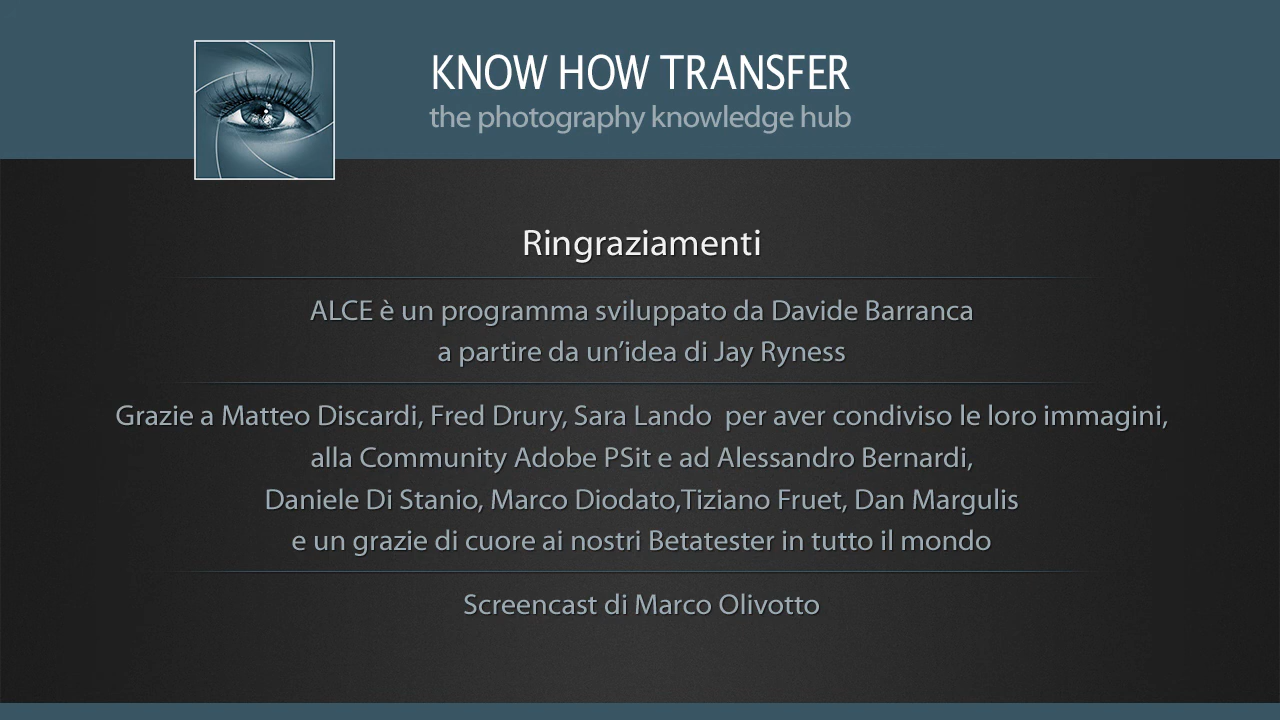 KNOW HOW TRANSFER
the photography knowledge hub
Ringraziamenti
ALCE è un programma sviluppato da Davide Barranca
a partire da un’idea di Jay Ryness
Grazie a Matteo Discardi, Fred Drury, Sara Lando per aver condiviso le loro immagini,
alla Community Adobe PSit e ad Alessandro Bernardi,
Daniele Di Stanio, Marco Diodato,Tiziano Fruet, Dan Margulis
e un grazie di cuore ai nostri Betatester in tutto il mondo
Screencast di Marco Olivotto